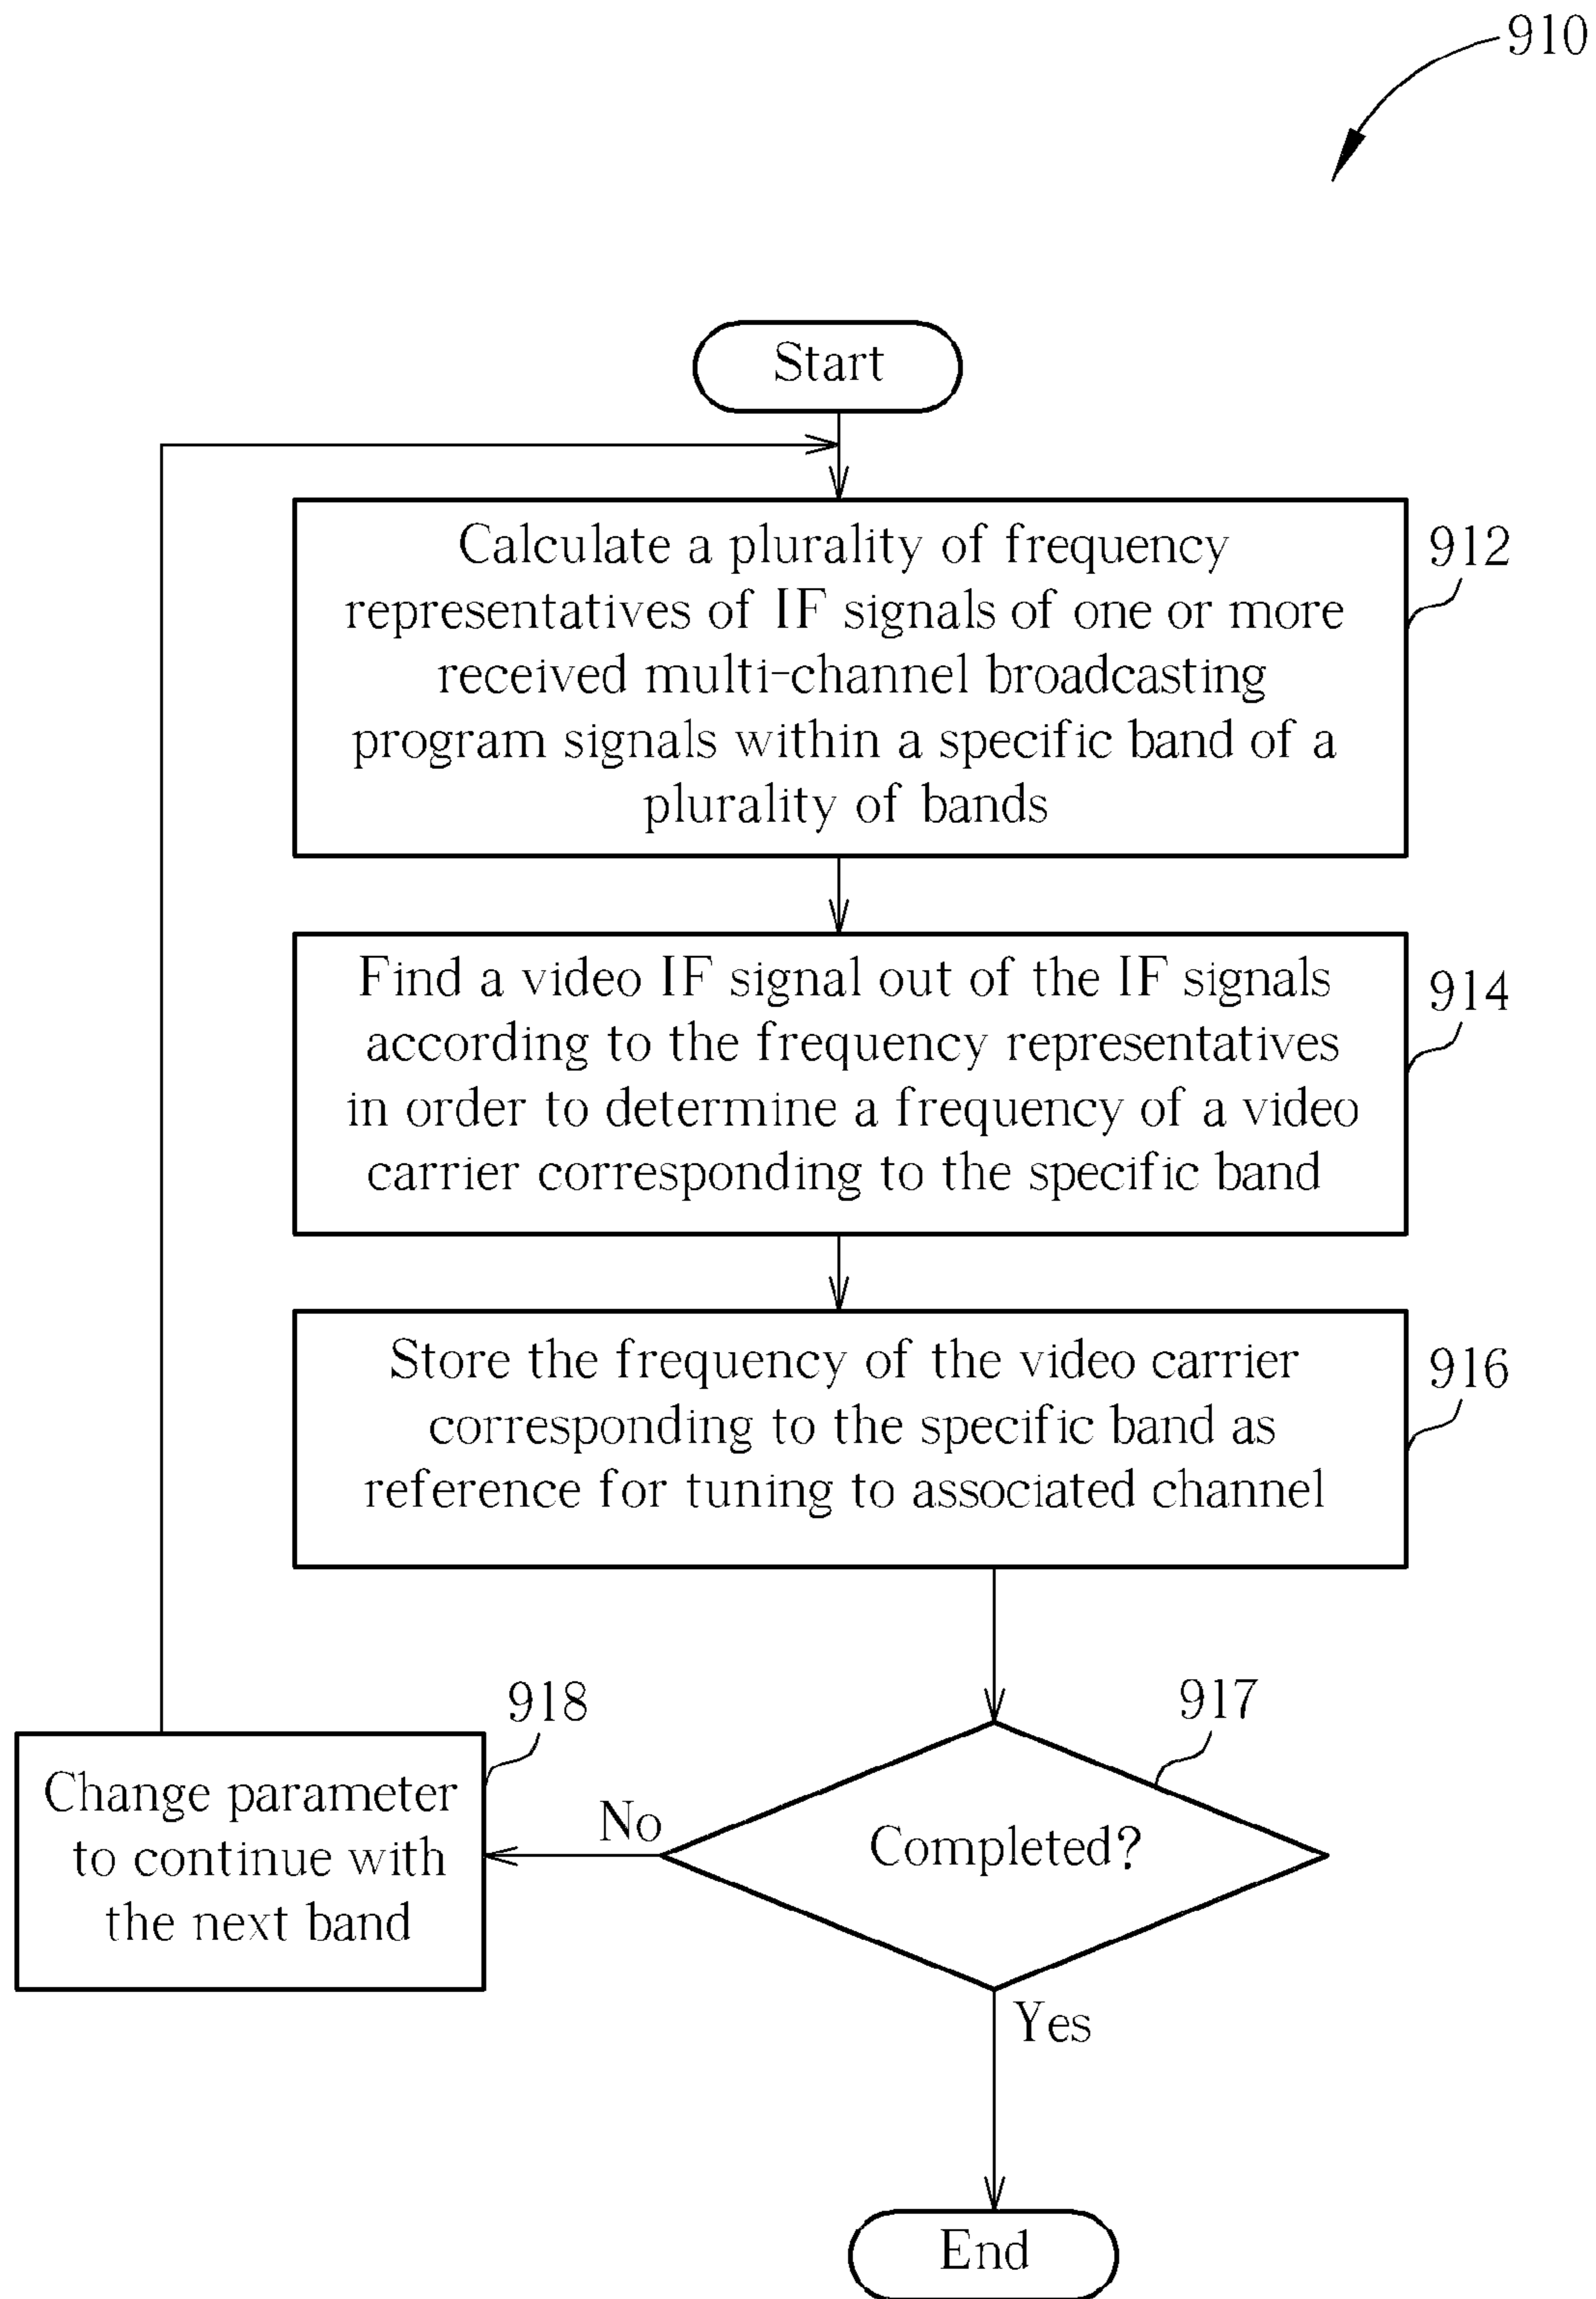 910
Start
Calculate a plurality of frequency
representatives of IF signals of one or more
received multi-channel broadcasting
program signals within a specific band of a
plurality of bands
912
Find a video IF signal out of the IF signals
according to the frequency representatives
in order to determine a frequency of a video
carrier corresponding to the specific band
914
Store the frequency of the video carrier
corresponding to the specific band as
reference for tuning to associated channel
916
917
Completed?
No
918
Change parameter
to continue with
the next band
Yes
End